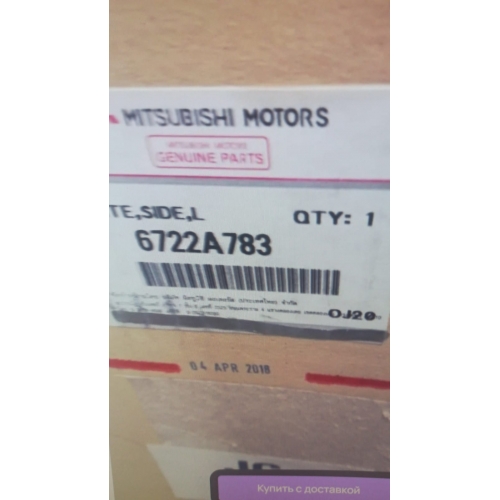 MITSUBISHI MOTORS
MITSUBISHI MOTORS
GENUINE PARTS
TE,SIDE,L QTY: 1
6722A783
OJ20
04 APR 2018
Купить с доставкой